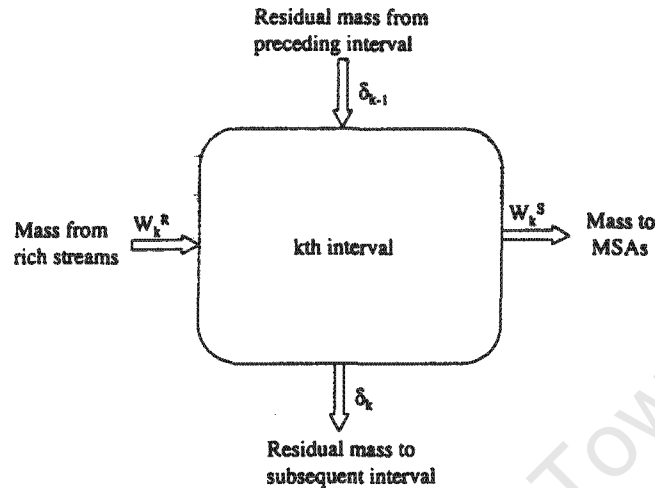 Residual mass from
preceding interval
δk-1
Mass from
rich streams
WkR
kth interval
WkS
Mass to
MSAs
δk
Residual mass to
subsequent interval
Tow